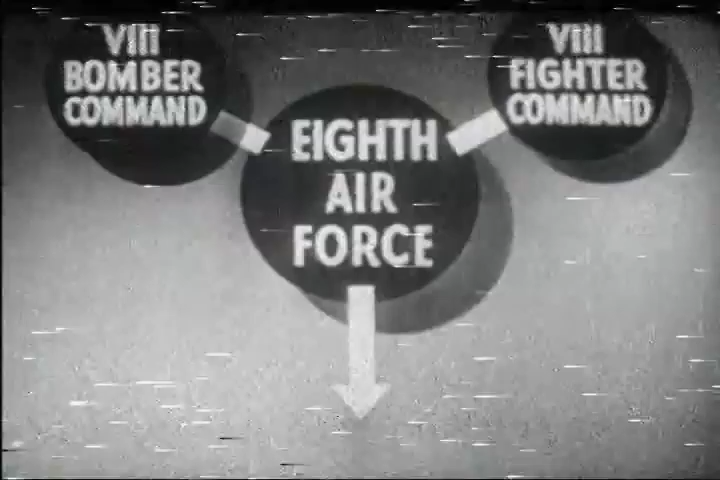 VIII
BOMBER
COMMAND
VIII
FIGHTER
COMMAND
EIGHTH
AIR
FORCE